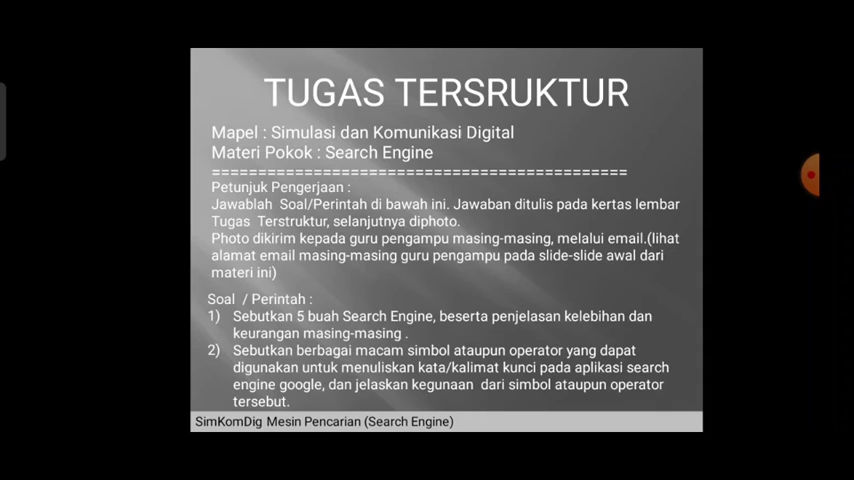 TUGAS TERSRUKTUR
Mapel : Simulasi dan Komunikasi Digital
Materi Pokok : Search Engine
=============================================
Petunjuk Pengerjaan :
Jawablah Soal/Perintah di bawah ini. Jawaban ditulis pada kertas lembar
Tugas Terstruktur, selanjutnya diphoto.
Photo dikirim kepada guru pengampu masing-masing, melalui email.(lihat
alamat email masing-masing guru pengampu pada slide-slide awal dari
materi ini)
Soal / Perintah :
1) Sebutkan 5 buah Search Engine, beserta penjelasan kelebihan dan
keurangan masing-masing .
2) Sebutkan berbagai macam simbol ataupun operator yang dapat
digunakan untuk menuliskan kata/kalimat kunci pada aplikasi search
engine google, dan jelaskan kegunaan dari simbol ataupun operator
tersebut.
SimKomDig Mesin Pencarian (Search Engine)